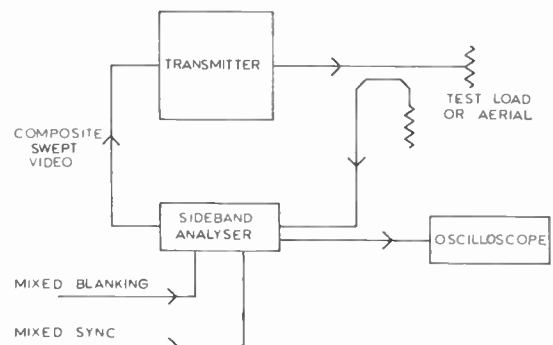 TRANSMITTER
TEST LOAD
OR AERIAL
COMPOSITE
SWEPT
VIDEO
SIDEBAND
ANALYSER
OSCILLOSCOPE
MIXED BLANKING
MIXED SYNC